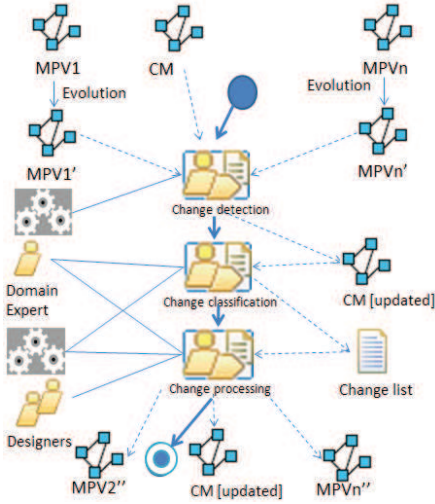 MPV1
CM
MPVn
Evolution
Evolution
MPV1'
MPVn'
Change detection
Domain
Expert
CM [updated]
Change classification
Change processing
Change list
Designers
MPV2''
CM [updated]
MPVn''